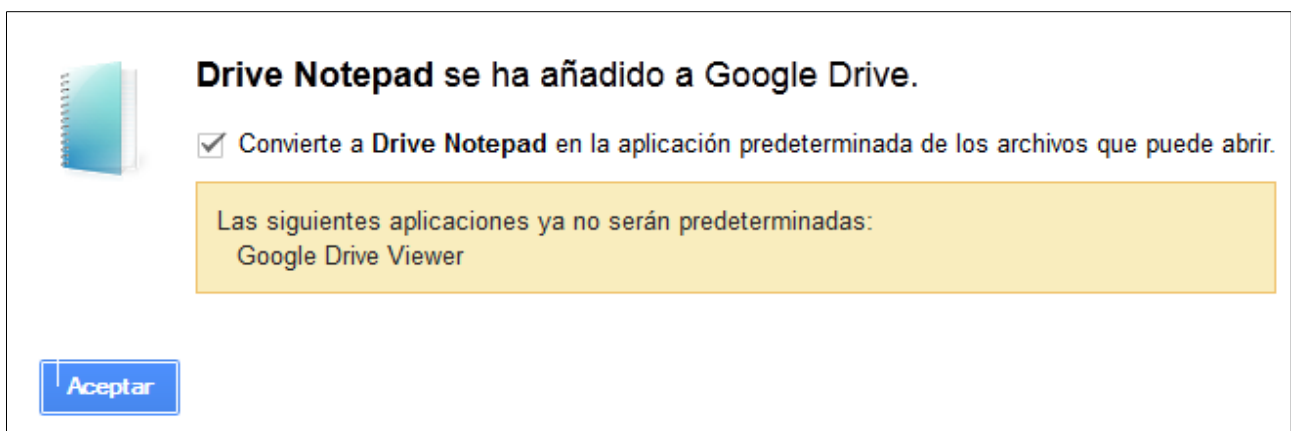 Drive Notepad se ha añadido a Google Drive.
Convierte a Drive Notepad en la aplicación predeterminada de los archivos que puede abrir.
Las siguientes aplicaciones ya no serán predeterminadas:
Google Drive Viewer
Aceptar